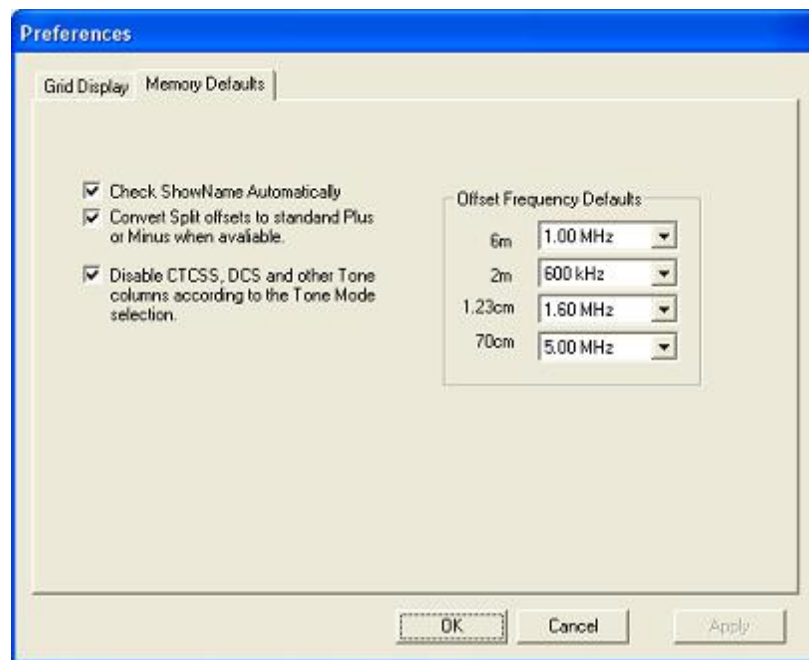 Preferences
Grid Display
Memory Defaults
Check ShowName Automatically
Convert Split offsets to standand Plus
or Minus when avaliable.
Disable CTCSS, DCS and other Tone
columns according to the Tone Mode
selection.
Offset Frequency Defaults
6m 1.00 MHz
2m 600 kHz
1.23cm 1.60 MHz
70cm 5.00 MHz
OK
Cancel
Apply